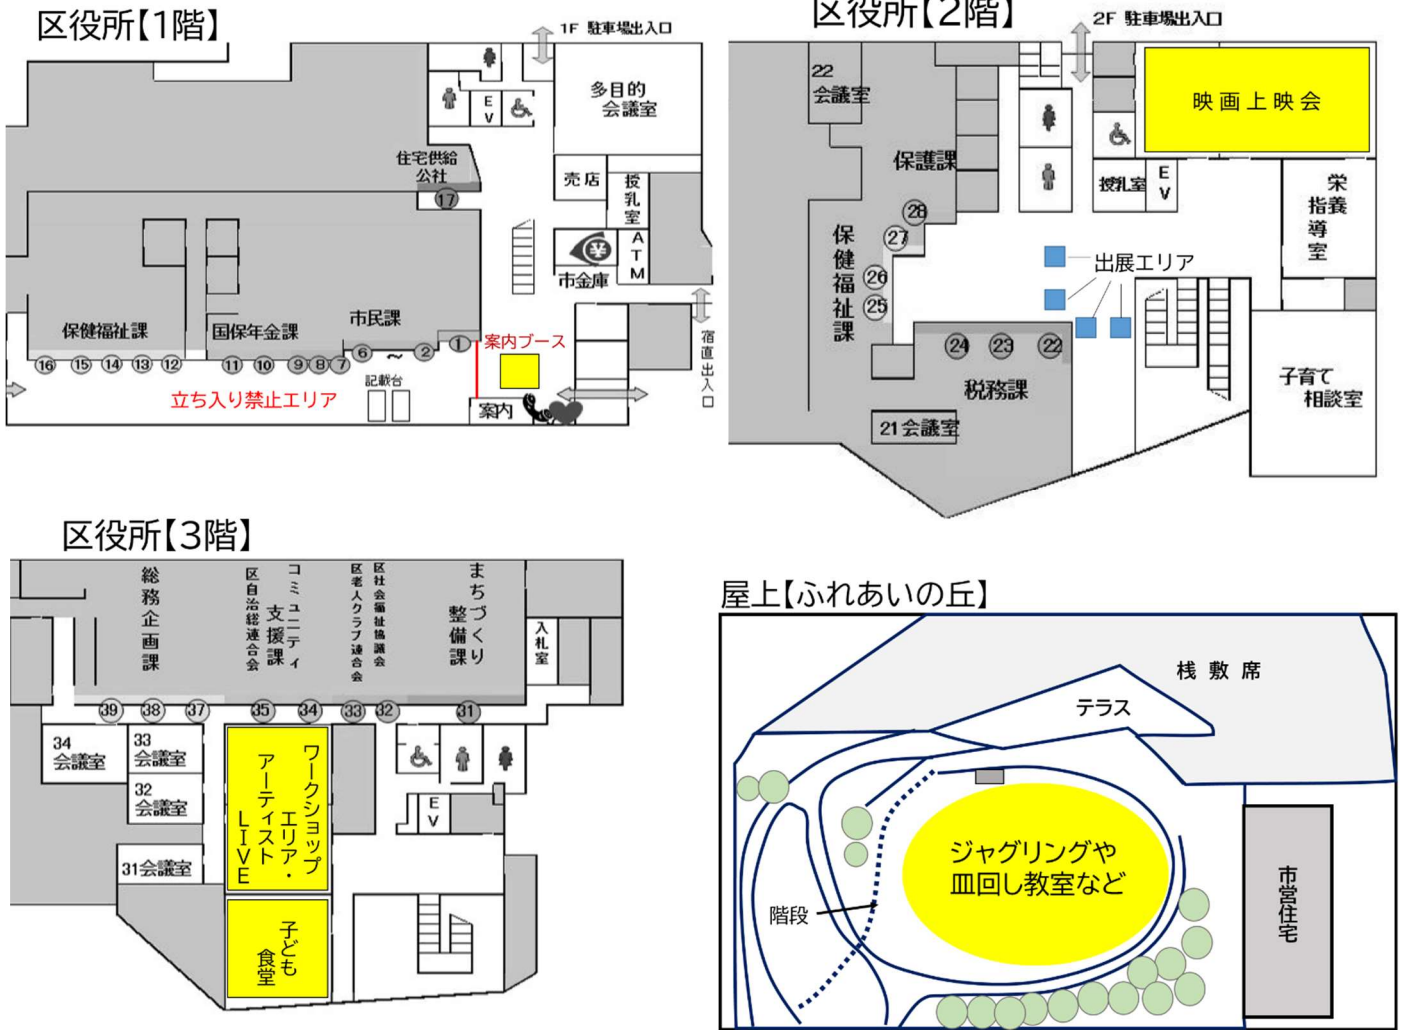 区役所【1階】
1F 駐車場出入口
多目的
会議室
EV
住宅供給
公社
⑰
売店
授乳室
ATM
市金庫
保健福祉課
国保年金課
市民課
⑯ ⑮ ⑭ ⑬ ⑫ ⑪ ⑩ ⑨ ⑧ ⑦ ⑥ ～ ② ①
案内ブース
記載台
立ち入り禁止エリア
案内
宿直出入口
区役所【2階】
2F 駐車場出入口
22
会議室
映画上映会
保護課
授乳室
EV
栄養
指導室
㉘
㉗
㉖
㉕
保健福祉課
出展エリア
㉔ ㉓ ㉒
税務課
21会議室
子育て
相談室
区役所【3階】
総務企画課
区自治総連合会
コミュニティ
支援課
区老人クラブ連合会
区社会福祉協議会
まちづくり
整備課
入札室
㊴ ㊳ ㊲ ㉟ ㉞ ㉝ ㉜ ㉛
34
会議室
33
会議室
32
会議室
31会議室
ワークショップ
エリア・
アーティスト
LIVE
EV
子ども
食堂
屋上【ふれあいの丘】
桟敷席
テラス
ジャグリングや
皿回し教室など
階段
市営住宅